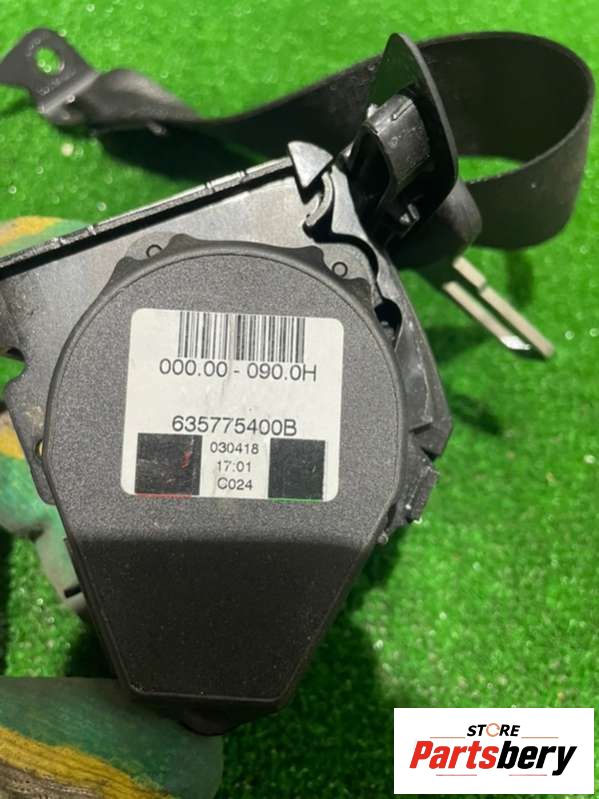 000.00 - 090.0H
635775400B
030418
17:01
C024
STORE
Partsbery